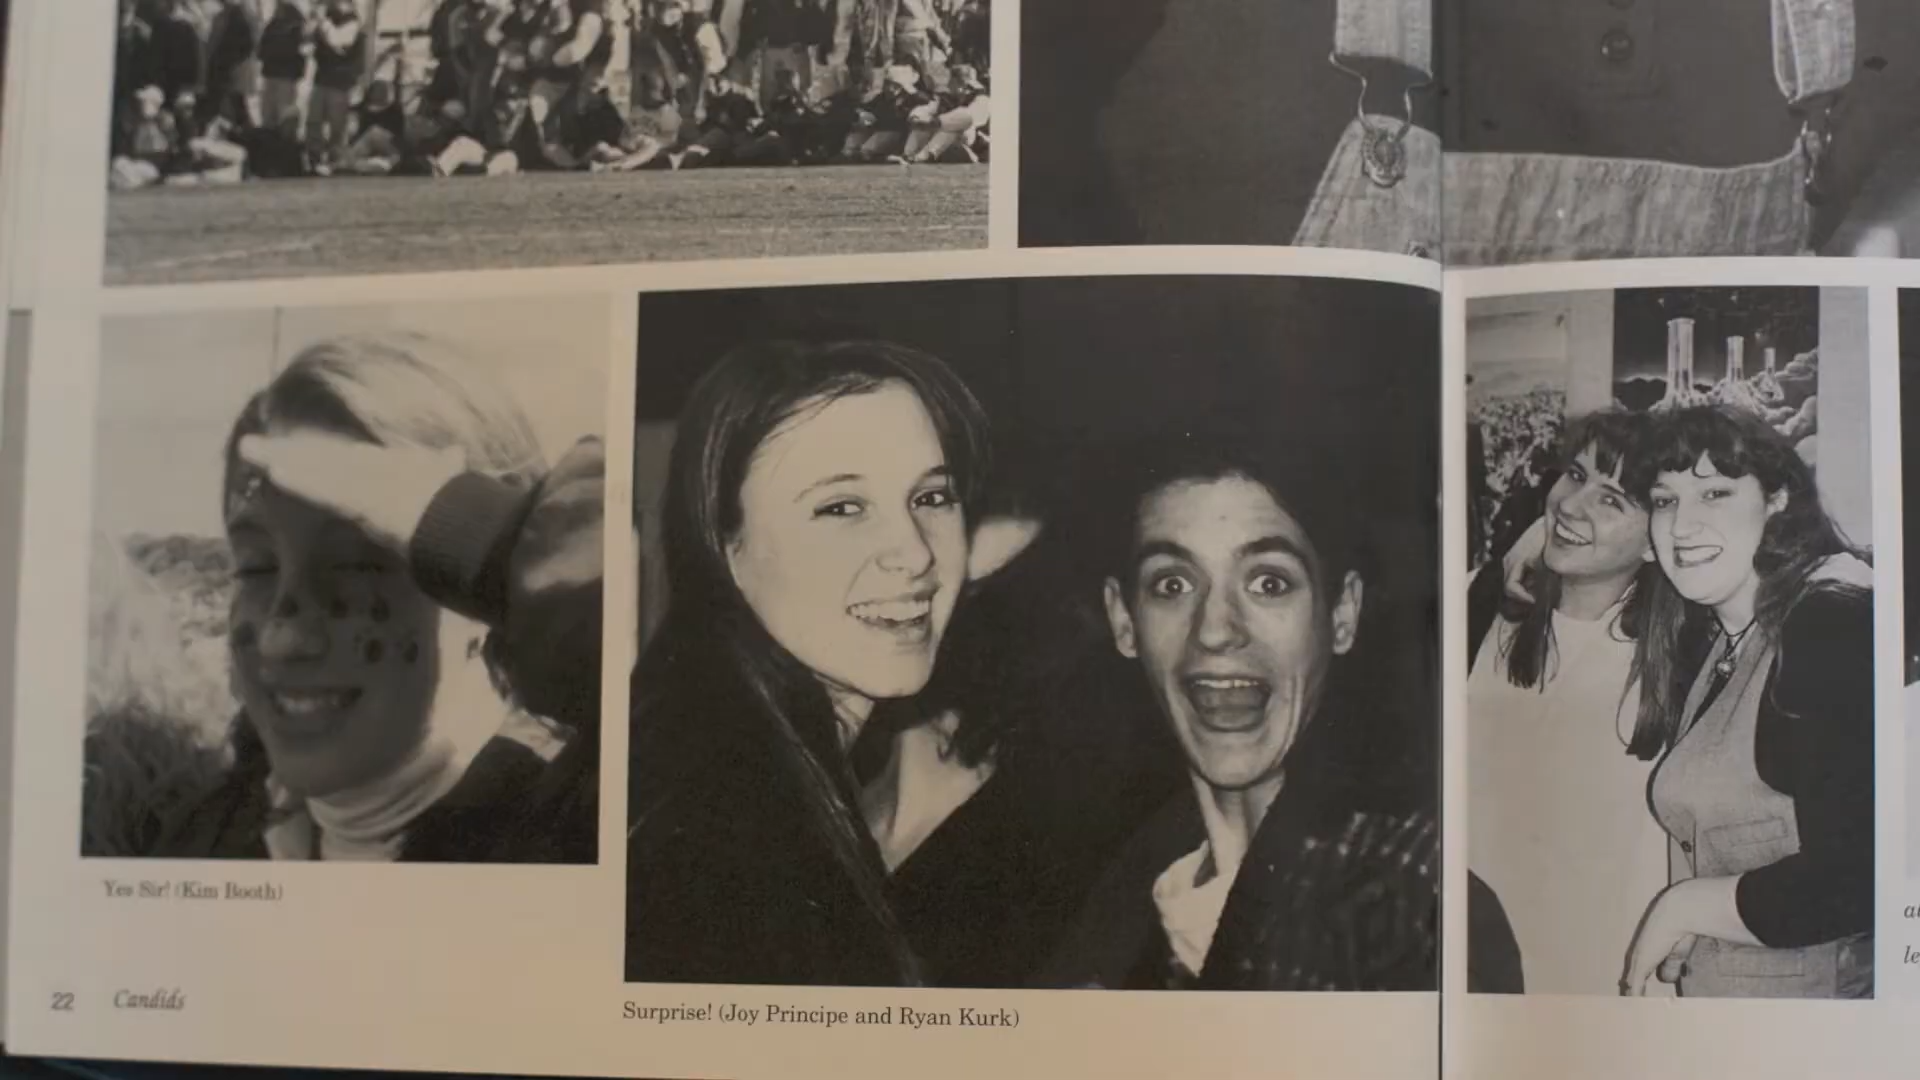 Yes Sir! (Kim Booth)
22 Candids
Surprise! (Joy Principe and Ryan Kurk)